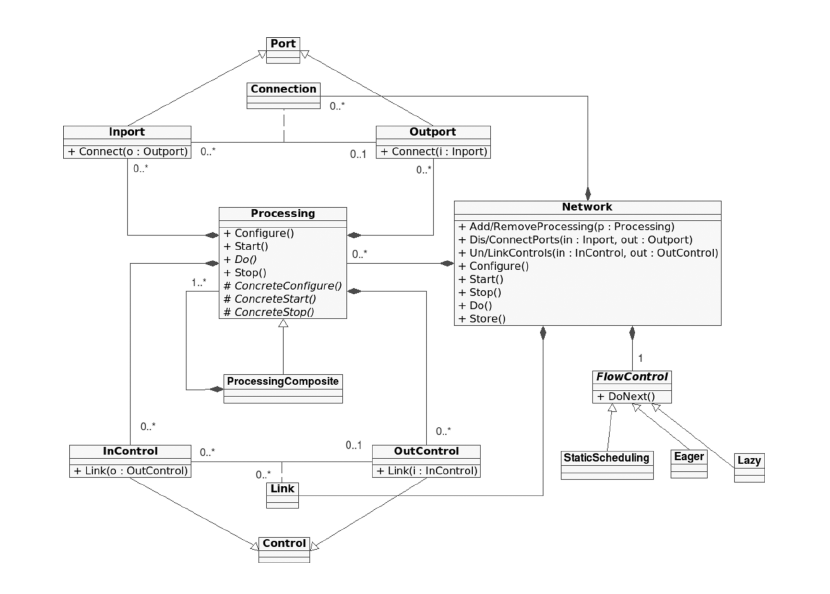 Port
Connection
0..*
Inport
+ Connect(o : Outport)
0..*
0..1
Outport
+ Connect(i : Inport)
0..*
0..*
Processing
+ Configure()
+ Start()
+ Do()
+ Stop()
# ConcreteConfigure()
# ConcreteStart()
# ConcreteStop()
0..*
1..*
Network
+ Add/RemoveProcessing(p : Processing)
+ Dis/ConnectPorts(in : Inport, out : Outport)
+ Un/LinkControls(in : InControl, out : OutControl)
+ Configure()
+ Start()
+ Stop()
+ Do()
+ Store()
ProcessingComposite
1
FlowControl
+ DoNext()
StaticScheduling
Eager
Lazy
0..*
0..*
InControl
+ Link(o : OutControl)
0..*
0..1
OutControl
+ Link(i : InControl)
0..*
Link
Control